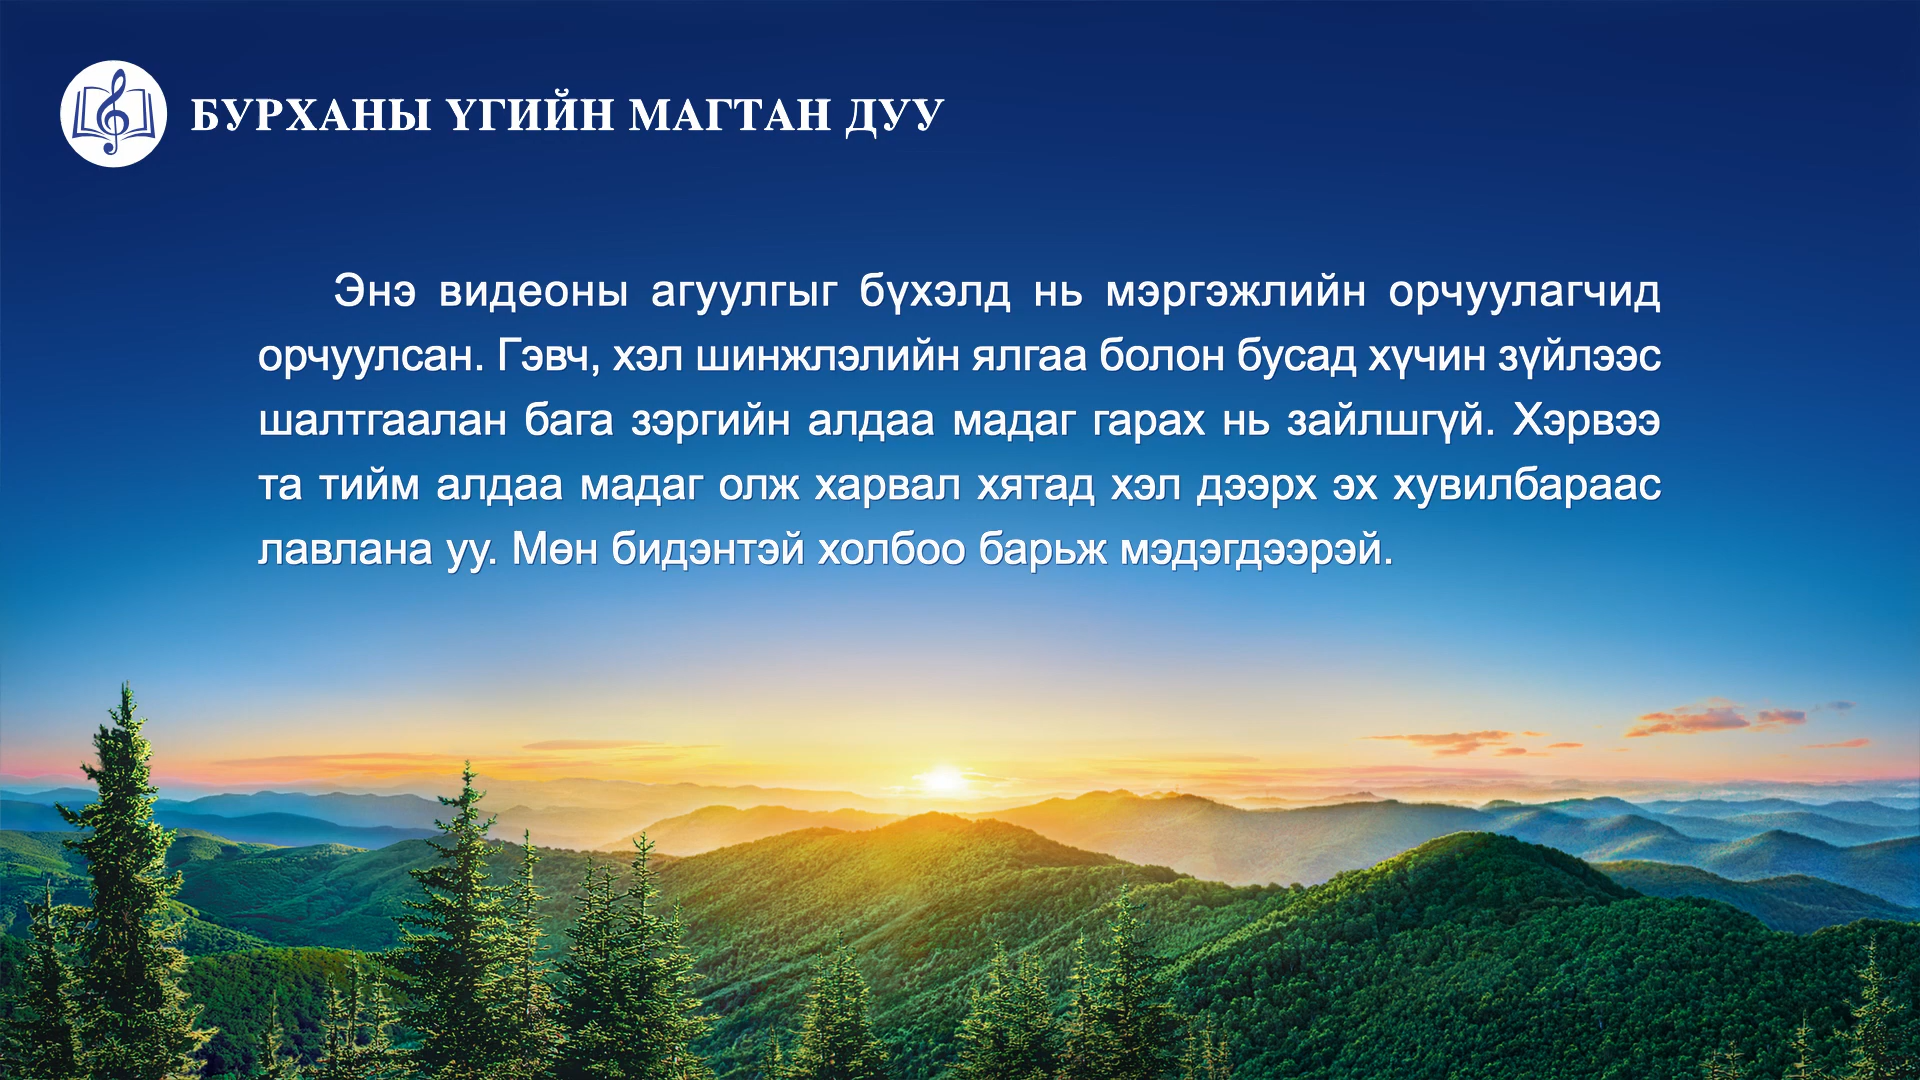 БУРХАНЫ ҮГИЙН МАГТАН ДУУ
Энэ видеоны агуулгыг бүхэлд нь мэргэжлийн орчуулагчид
орчуулсан. Гэвч, хэл шинжлэлийн ялгаа болон бусад хүчин зүйлээс
шалтгаалан бага зэргийн алдаа мадаг гарах нь зайлшгүй. Хэрвээ
та тийм алдаа мадаг олж харвал хятад хэл дээрх эх хувилбараас
лавлана уу. Мөн бидэнтэй холбоо барьж мэдэгдээрэй.